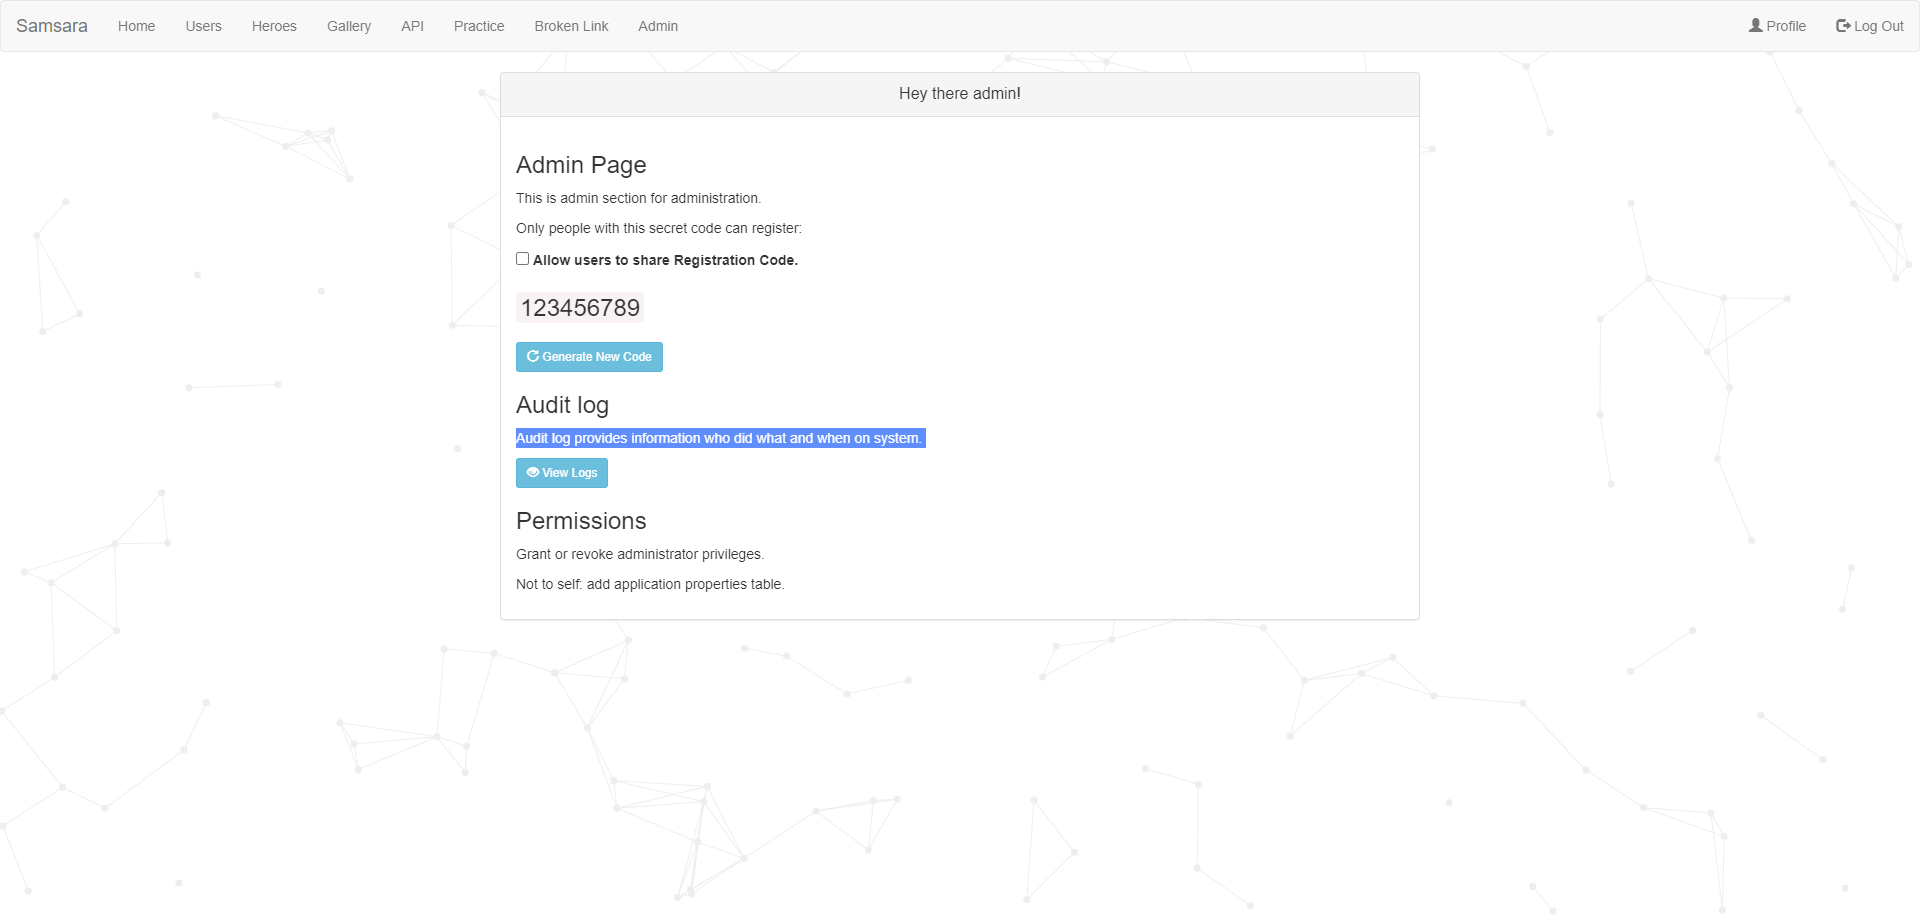 Samsara Home Users Heroes Gallery API Practice Broken Link Admin Profile Log Out
Hey there admin!
Admin Page
This is admin section for administration.
Only people with this secret code can register:
Allow users to share Registration Code.
123456789
Generate New Code
Audit log
Audit log provides information who did what and when on system.
View Logs
Permissions
Grant or revoke administrator privileges.
Not to self: add application properties table.